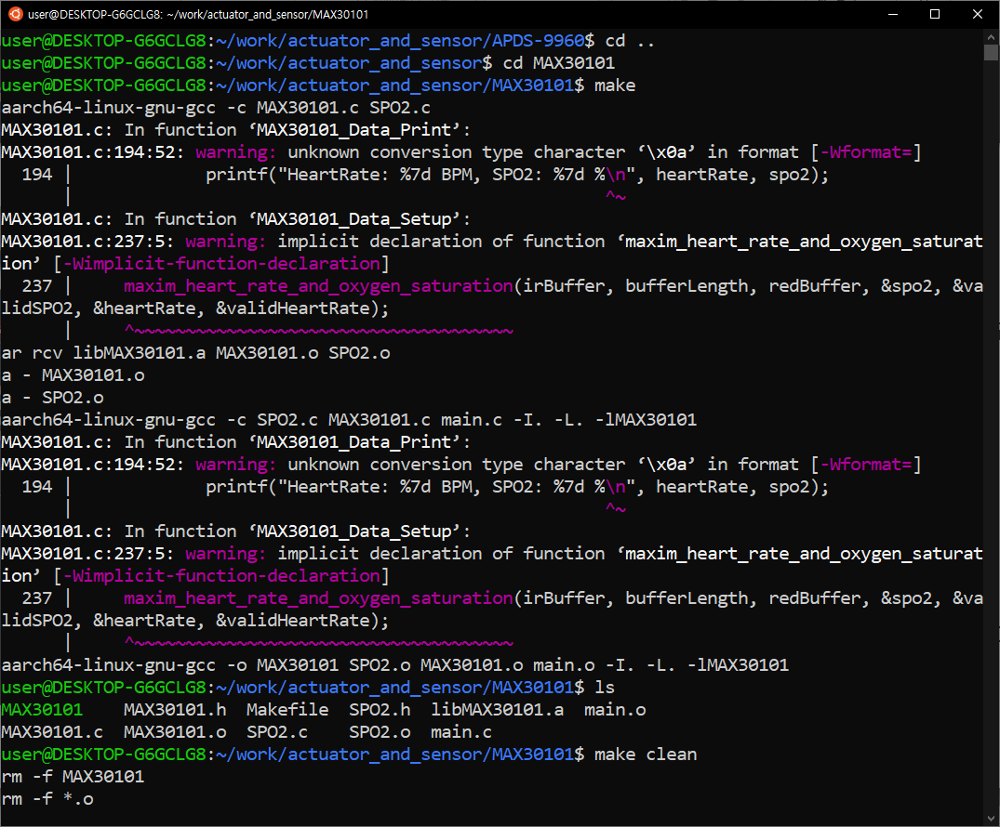 user@DESKTOP-G6GCLG8: ~/work/actuator_and_sensor/MAX30101
user@DESKTOP-G6GCLG8:~/work/actuator_and_sensor/APDS-9960$ cd ..
user@DESKTOP-G6GCLG8:~/work/actuator_and_sensor$ cd MAX30101
user@DESKTOP-G6GCLG8:~/work/actuator_and_sensor/MAX30101$ make
aarch64-linux-gnu-gcc -c MAX30101.c SPO2.c
MAX30101.c: In function ‘MAX30101_Data_Print’:
MAX30101.c:194:52: warning: unknown conversion type character ‘\x0a’ in format [-Wformat=]
  194 |             printf("HeartRate: %7d BPM, SPO2: %7d %\n", heartRate, spo2);
      |                                                    ^~
MAX30101.c: In function ‘MAX30101_Data_Setup’:
MAX30101.c:237:5: warning: implicit declaration of function ‘maxim_heart_rate_and_oxygen_saturat
ion’ [-Wimplicit-function-declaration]
  237 |     maxim_heart_rate_and_oxygen_saturation(irBuffer, bufferLength, redBuffer, &spo2, &va
lidSPO2, &heartRate, &validHeartRate);
      |     ^~~~~~~~~~~~~~~~~~~~~~~~~~~~~~~~~~~~~~
ar rcv libMAX30101.a MAX30101.o SPO2.o
a - MAX30101.o
a - SPO2.o
aarch64-linux-gnu-gcc -c SPO2.c MAX30101.c main.c -I. -L. -lMAX30101
MAX30101.c: In function ‘MAX30101_Data_Print’:
MAX30101.c:194:52: warning: unknown conversion type character ‘\x0a’ in format [-Wformat=]
  194 |             printf("HeartRate: %7d BPM, SPO2: %7d %\n", heartRate, spo2);
      |                                                    ^~
MAX30101.c: In function ‘MAX30101_Data_Setup’:
MAX30101.c:237:5: warning: implicit declaration of function ‘maxim_heart_rate_and_oxygen_saturat
ion’ [-Wimplicit-function-declaration]
  237 |     maxim_heart_rate_and_oxygen_saturation(irBuffer, bufferLength, redBuffer, &spo2, &va
lidSPO2, &heartRate, &validHeartRate);
      |     ^~~~~~~~~~~~~~~~~~~~~~~~~~~~~~~~~~~~~~
aarch64-linux-gnu-gcc -o MAX30101 SPO2.o MAX30101.o main.o -I. -L. -lMAX30101
user@DESKTOP-G6GCLG8:~/work/actuator_and_sensor/MAX30101$ ls
MAX30101    MAX30101.h  Makefile  SPO2.h  libMAX30101.a  main.o
MAX30101.c  MAX30101.o  SPO2.c    SPO2.o  main.c
user@DESKTOP-G6GCLG8:~/work/actuator_and_sensor/MAX30101$ make clean
rm -f MAX30101
rm -f *.o